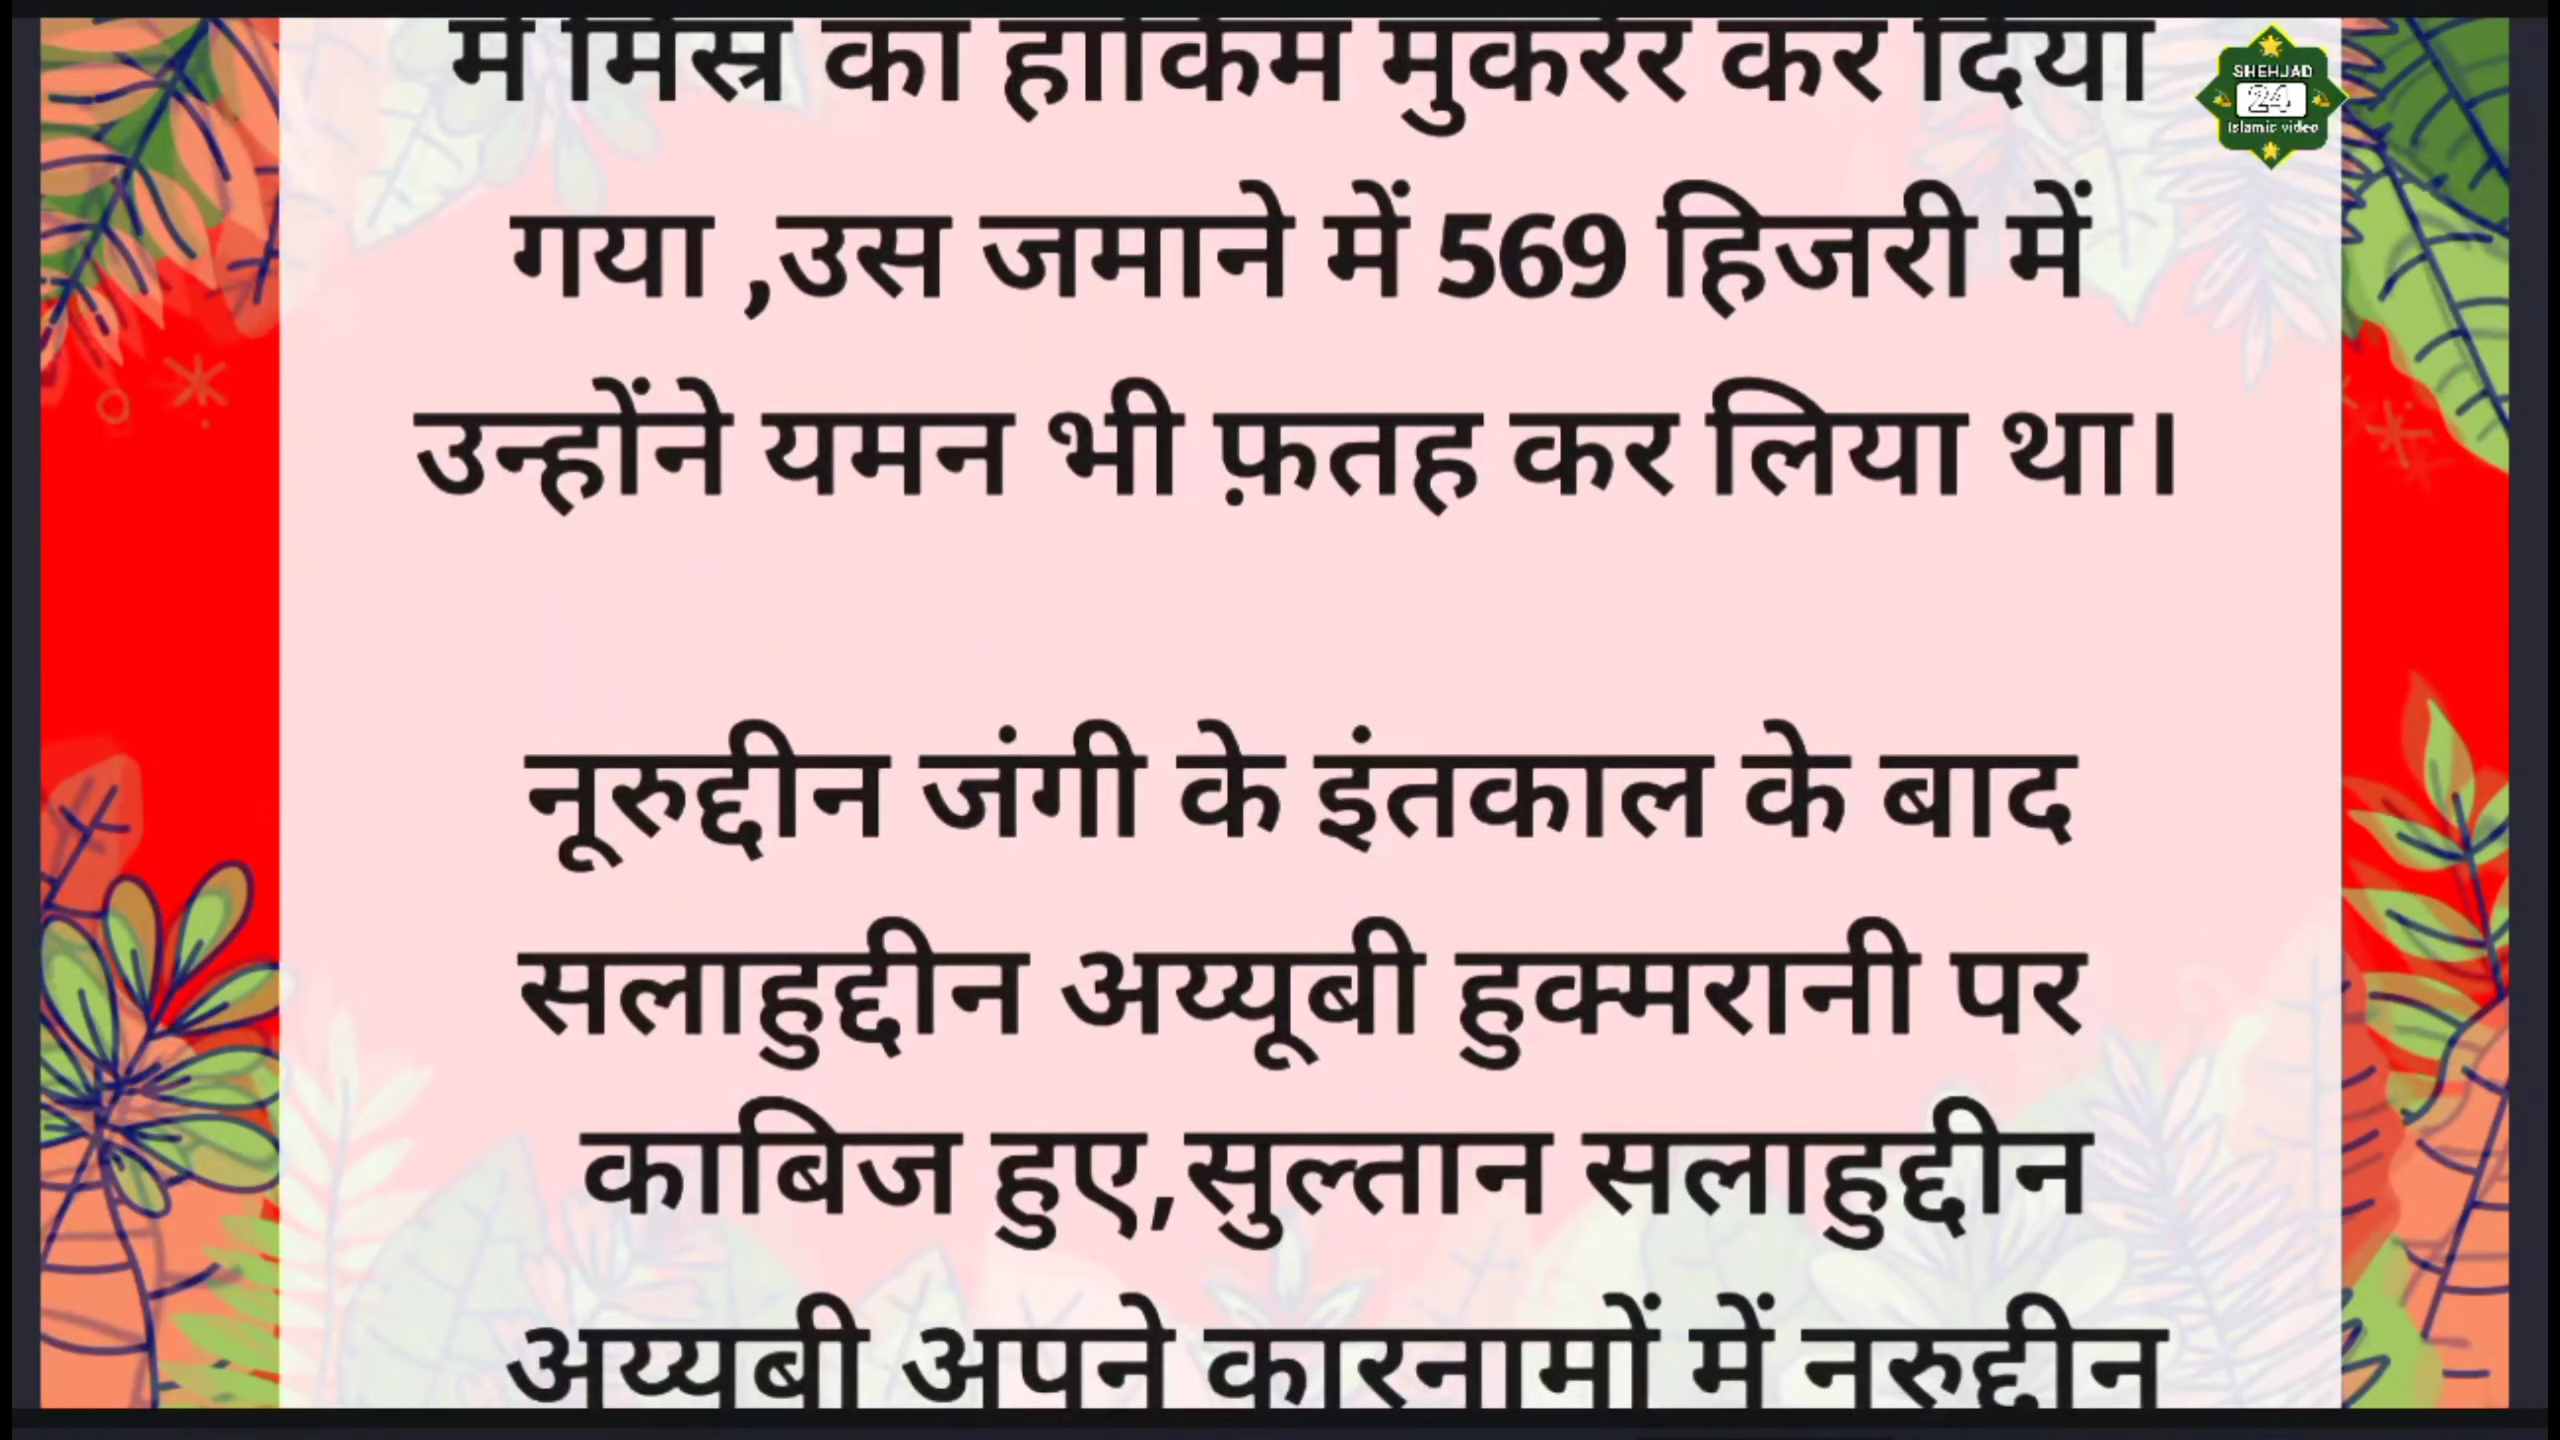 में मिस्र का हाकिम मुकर्रर कर दिया
गया ,उस जमाने में 569 हिजरी में
उन्होंने यमन भी फ़तह कर लिया था।
नूरुद्दीन जंगी के इंतकाल के बाद
सलाहुद्दीन अय्यूबी हुक्मरानी पर
काबिज हुए,सुल्तान सलाहुद्दीन
अय्यूबी अपने कारनामों में नूरुद्दीन
SHEHJAD
24
Islamic video